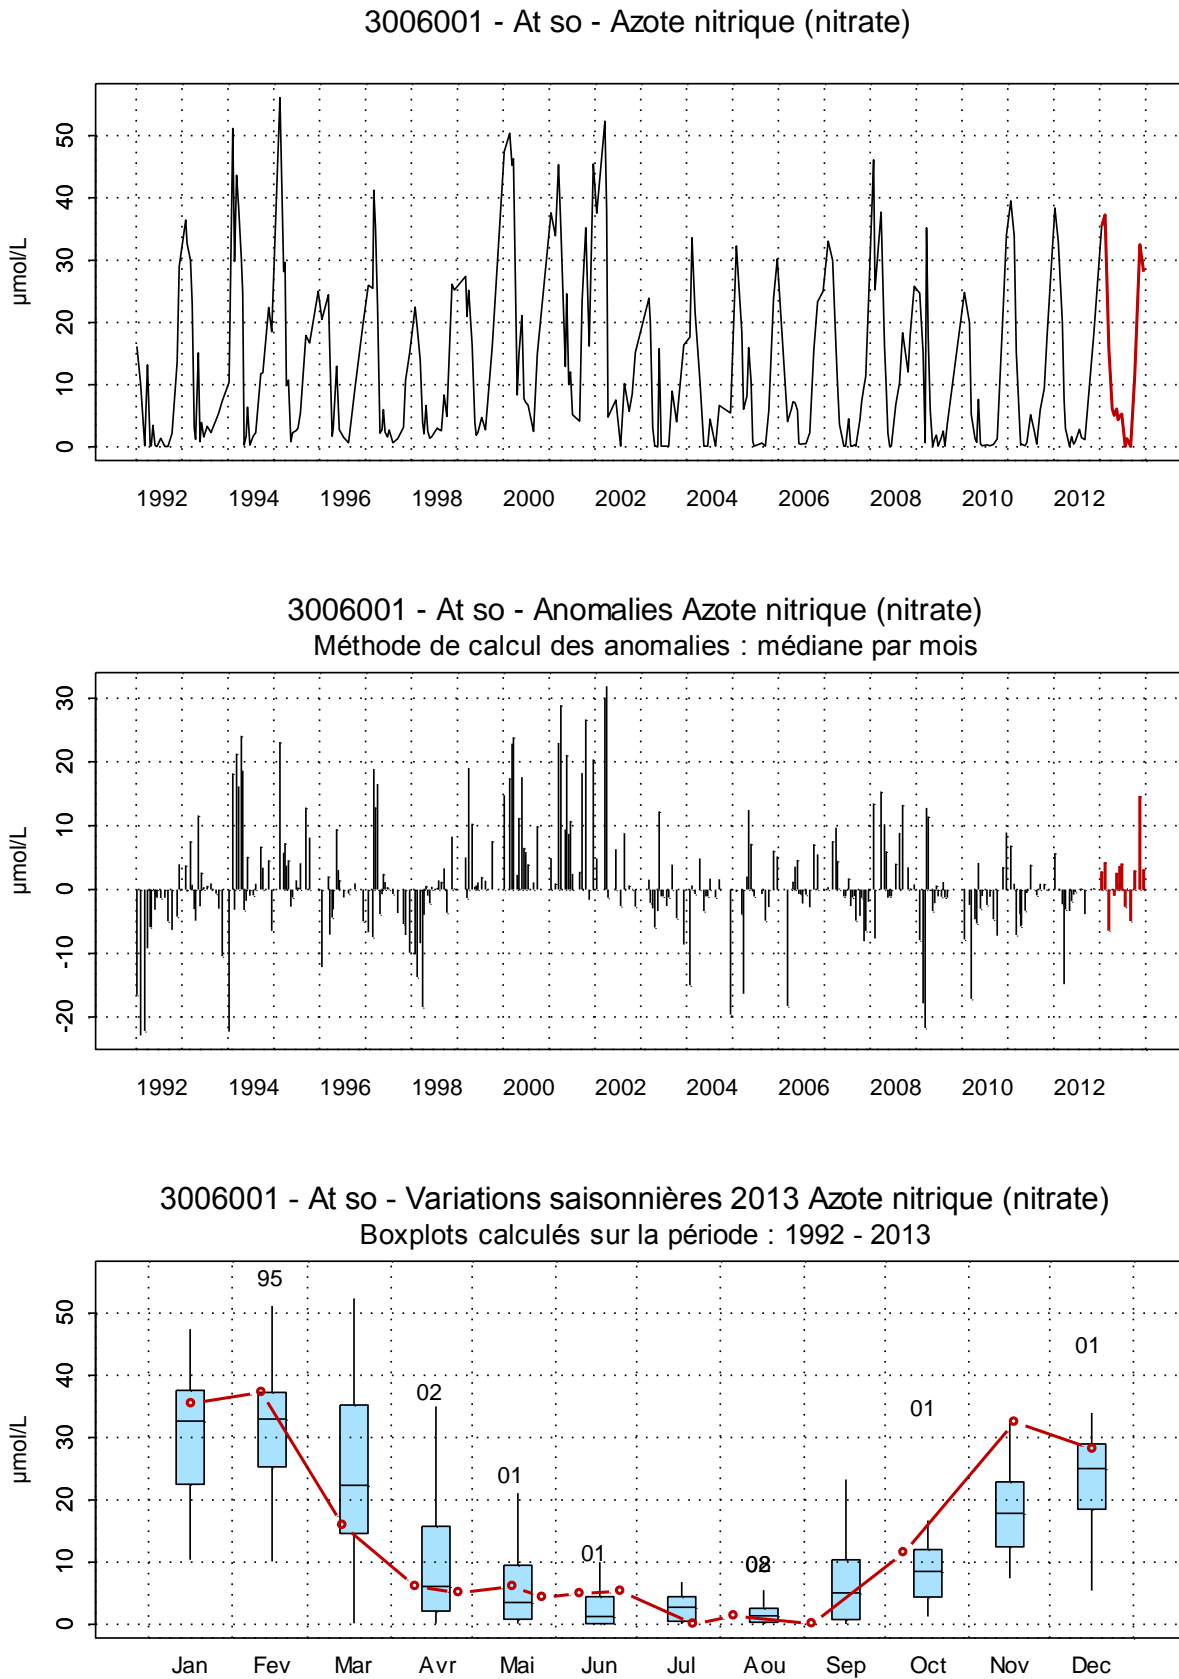 3006001 - At so - Azote nitrique (nitrate)
µmol/L
50
40
30
20
10
0
1992 1994 1996 1998 2000 2002 2004 2006 2008 2010 2012
3006001 - At so - Anomalies Azote nitrique (nitrate)
Méthode de calcul des anomalies : médiane par mois
µmol/L
30
20
10
0
-10
-20
1992 1994 1996 1998 2000 2002 2004 2006 2008 2010 2012
3006001 - At so - Variations saisonnières 2013 Azote nitrique (nitrate)
Boxplots calculés sur la période : 1992 - 2013
µmol/L
50
40
30
20
10
0
95
01
02
01
01
01
02
Jan Fev Mar Avr Mai Jun Jul Aou Sep Oct Nov Dec